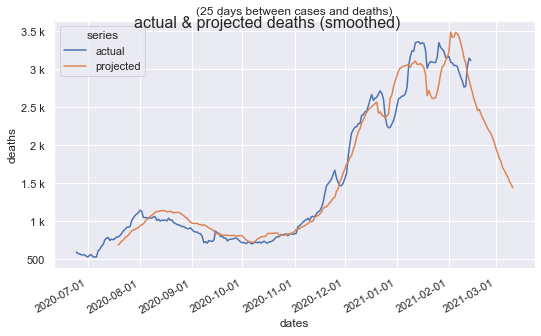 (25 days between cases and deaths)
actual & projected deaths (smoothed)
series
actual
projected
3.5 k
3 k
2.5 k
2 k
1.5 k
1 k
500
deaths
2020-07-01
2020-08-01
2020-09-01
2020-10-01
2020-11-01
2020-12-01
2021-01-01
2021-02-01
2021-03-01
dates